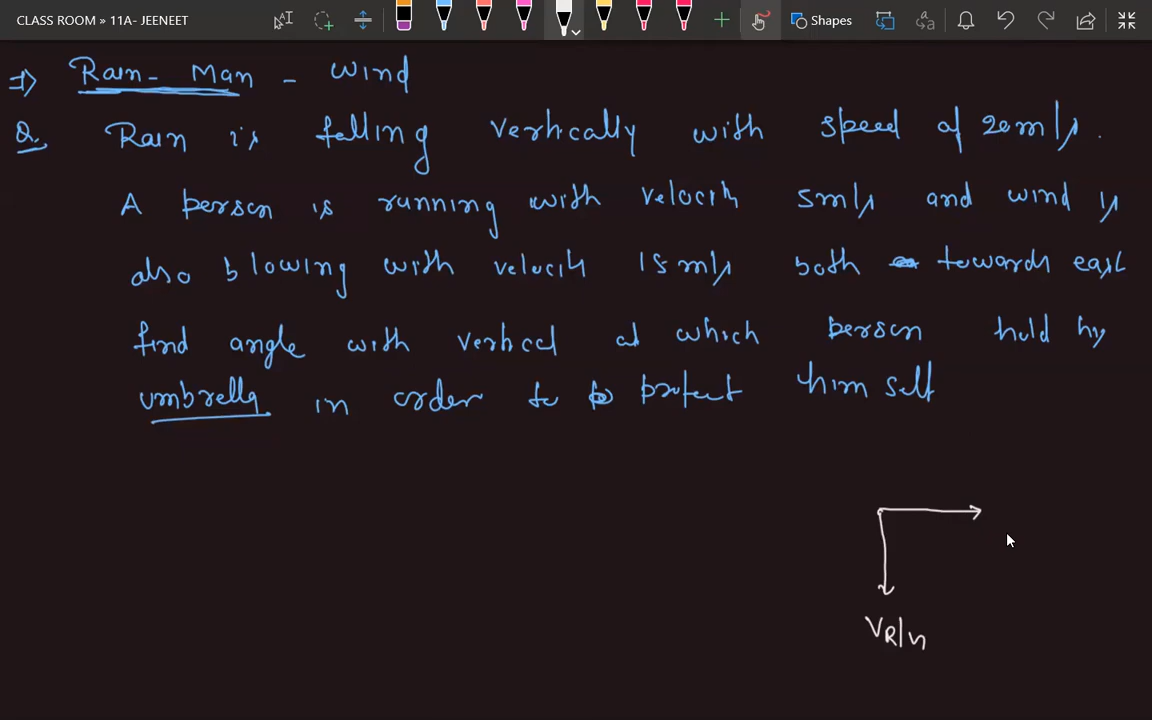 CLASS ROOM » 11A- JEENEET
Shapes
⇒ Rain - Man - wind
Q. Rain is falling vertically with speed of 20m/s.
A person is running with velocity 5m/s and wind is
also blowing with velocity 15m/s both towards east
find angle with vertical at which person hold his
umbrella in order to protect him self
VR/w